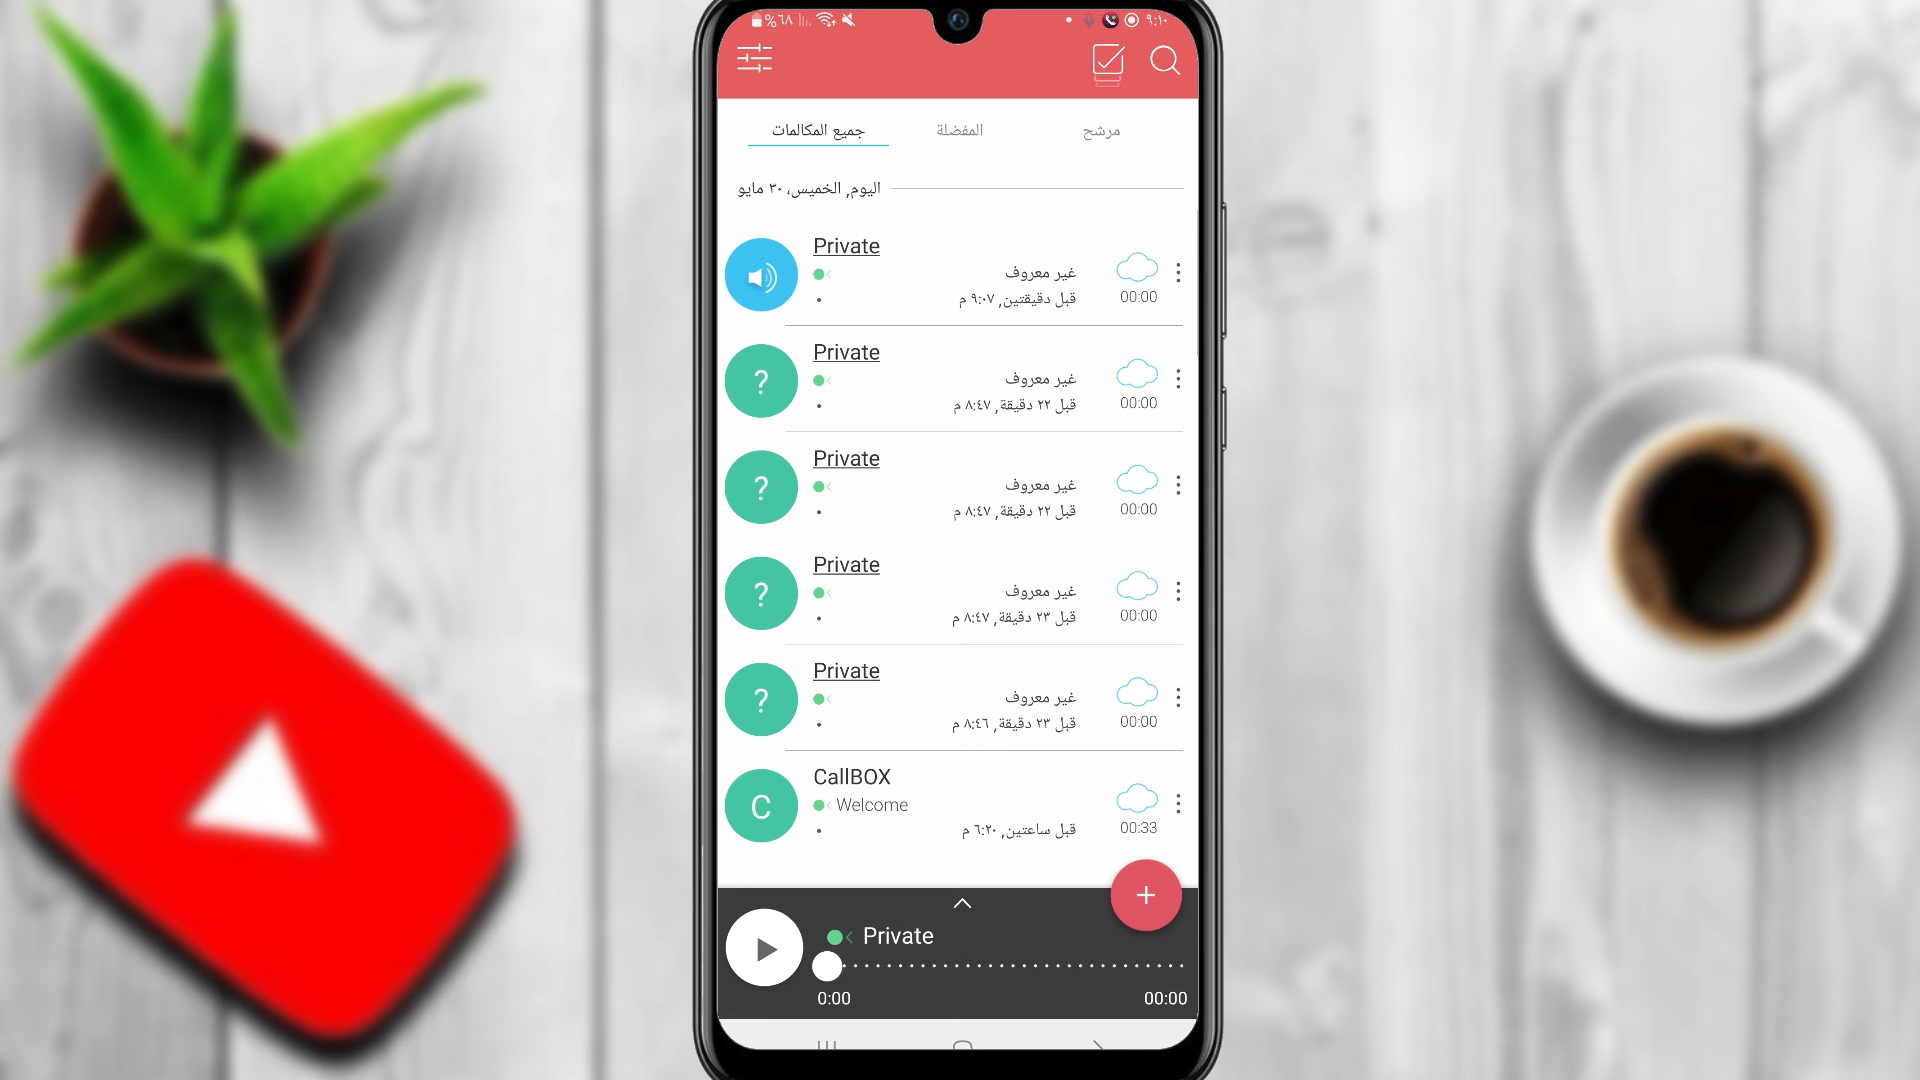 %٦٨
٩:١٠
جميع المكالمات
المفضلة
مرشح
اليوم, الخميس، ٣٠ مايو
Private
غير معروف
قبل دقيقتين, ٩:٠٧ م
00:00
?
Private
غير معروف
قبل ٢٢ دقيقة, ٨:٤٧ م
00:00
?
Private
غير معروف
قبل ٢٢ دقيقة, ٨:٤٧ م
00:00
?
Private
غير معروف
قبل ٢٣ دقيقة, ٨:٤٧ م
00:00
?
Private
غير معروف
قبل ٢٣ دقيقة, ٨:٤٦ م
00:00
C
CallBOX
Welcome
قبل ساعتين, ٦:٢٠ م
00:33
Private
0:00
00:00